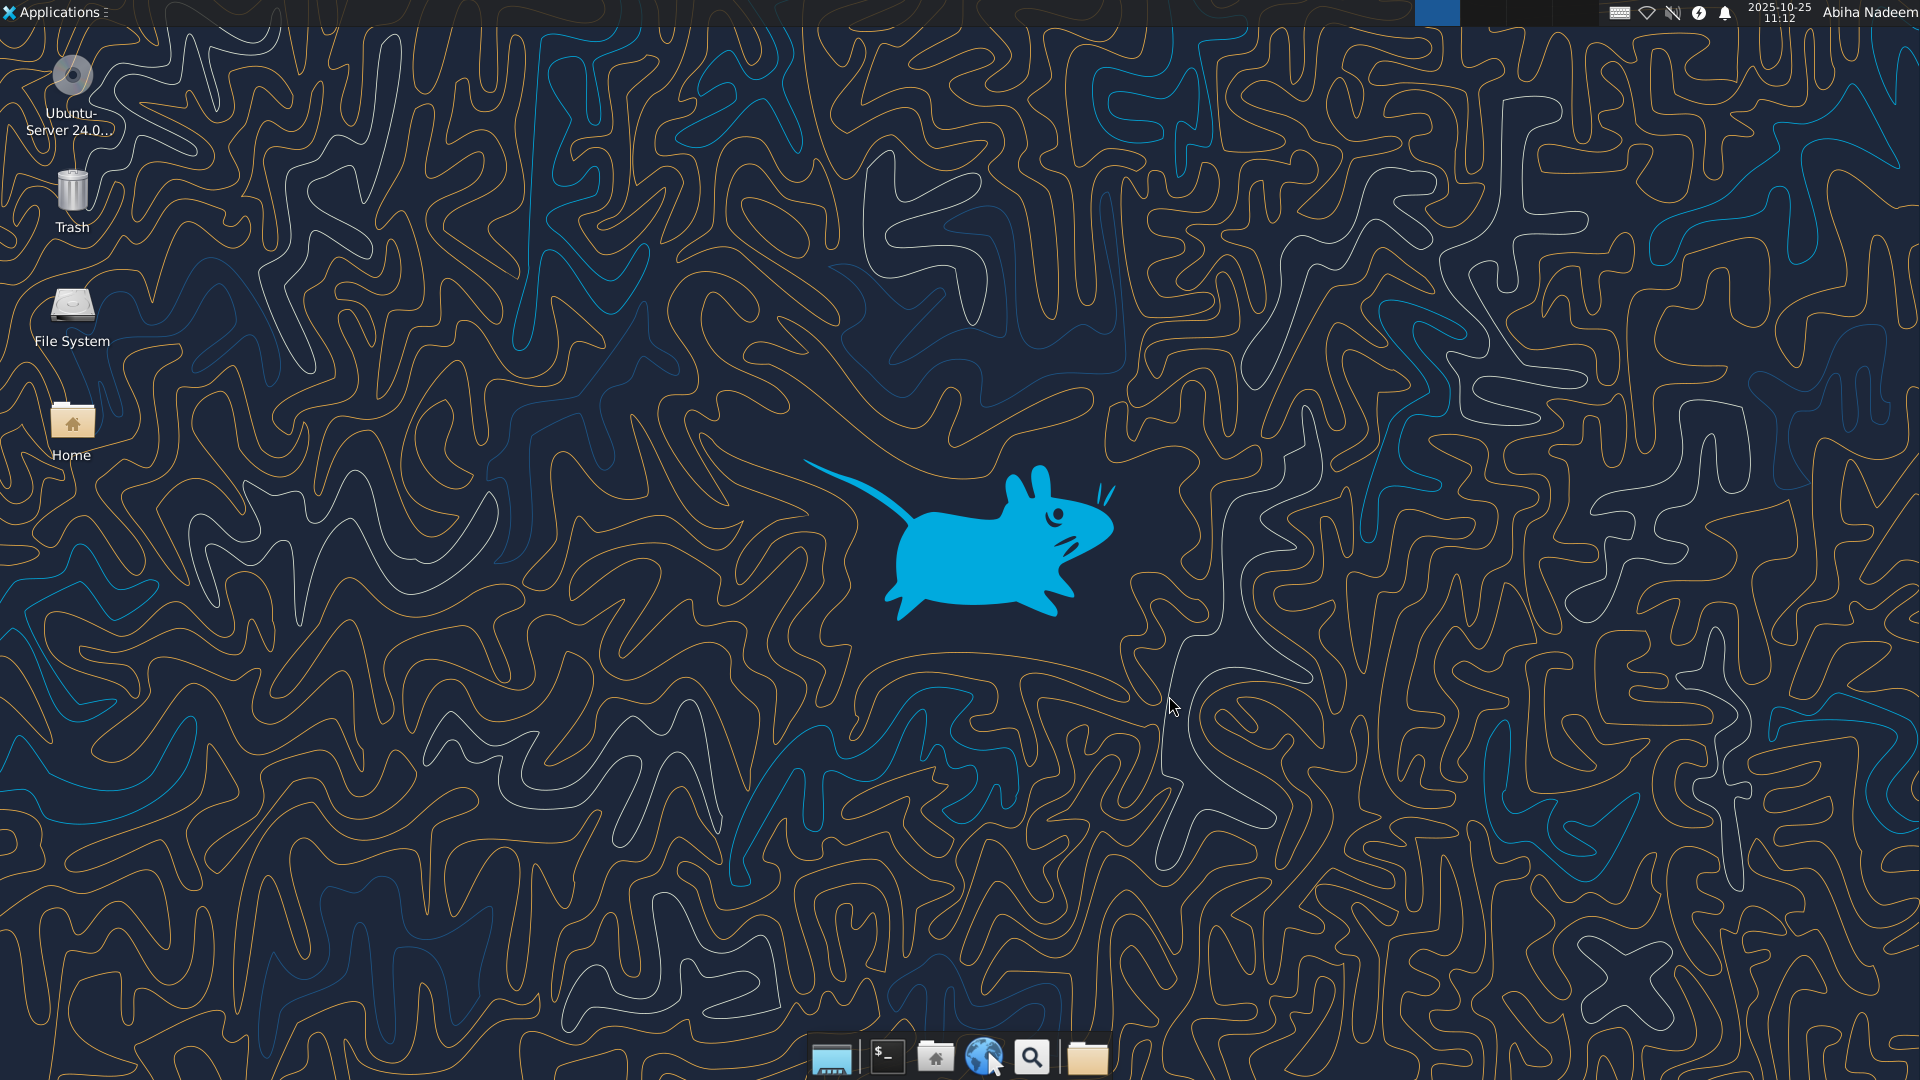 Applications
2025-10-25
11:12
Abiha Nadeem
Ubuntu-
Server 24.0...
Trash
File System
Home
$_